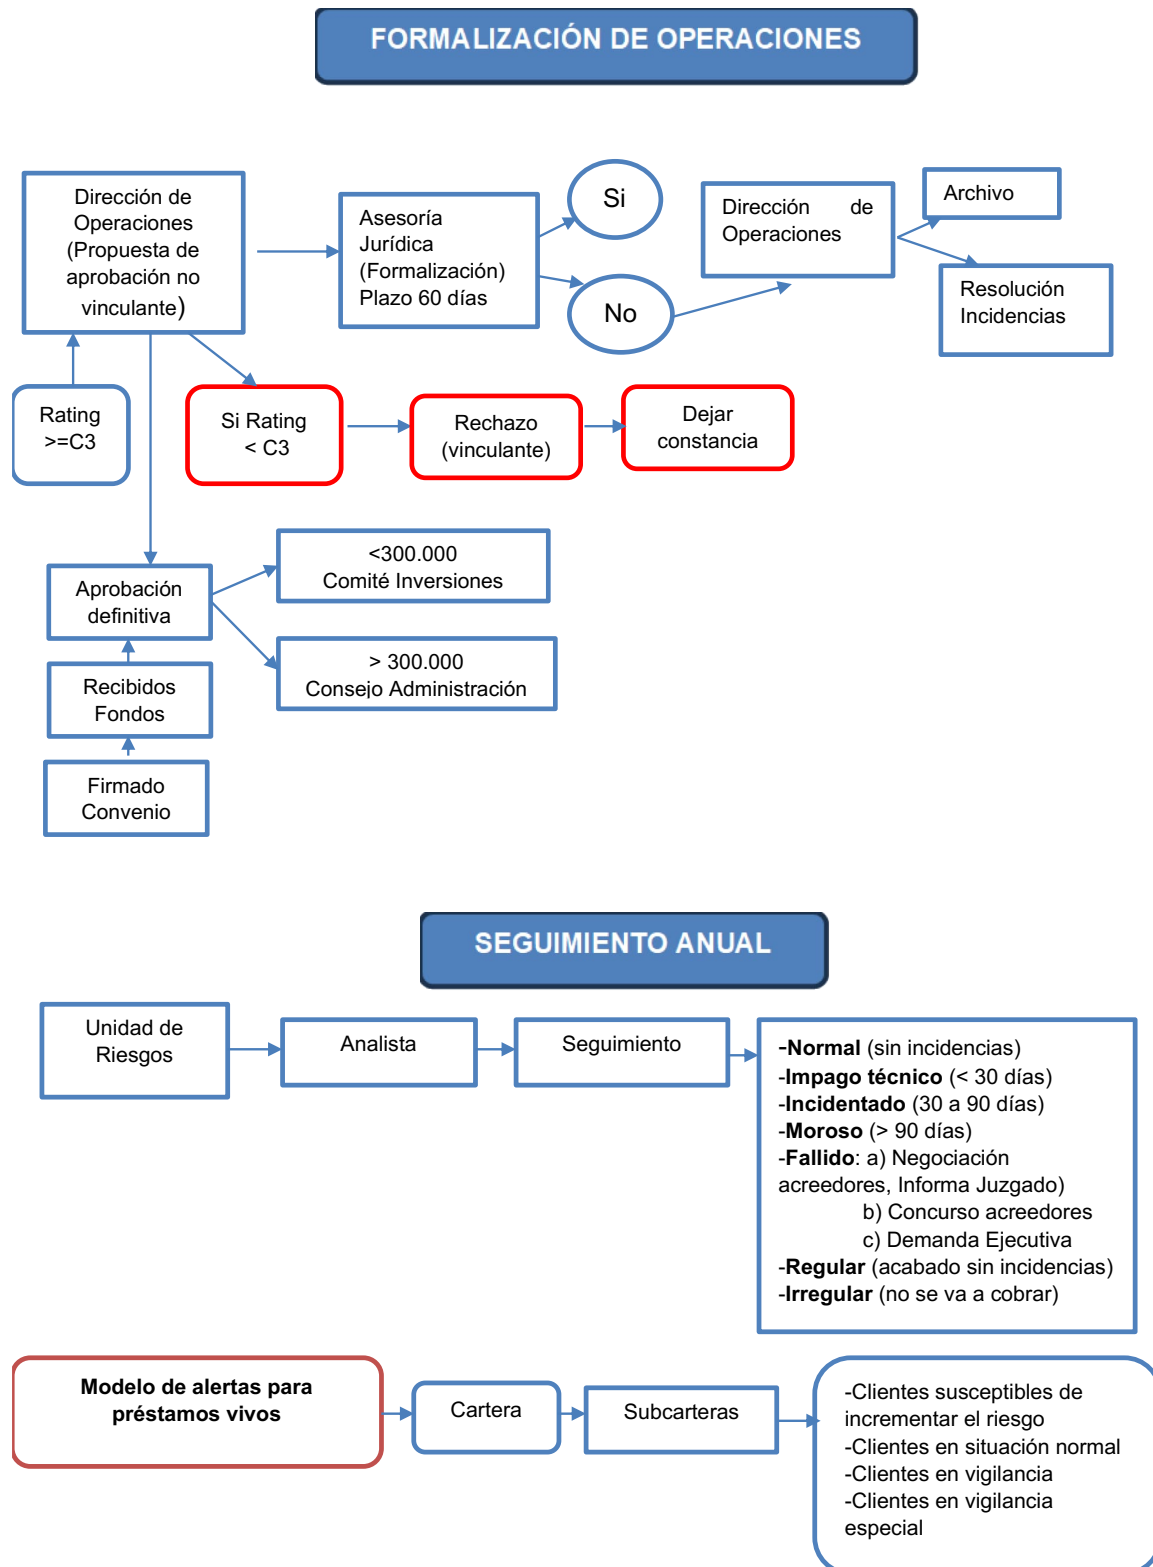 FORMALIZACIÓN DE OPERACIONES
Dirección de
Operaciones
(Propuesta de
aprobación no
vinculante)
Asesoría
Jurídica
(Formalización)
Plazo 60 días
Si
No
Dirección de
Operaciones
Archivo
Resolución
Incidencias
Rating
>=C3
Si Rating
< C3
Rechazo
(vinculante)
Dejar
constancia
<300.000
Comité Inversiones
Aprobación
definitiva
> 300.000
Consejo Administración
Recibidos
Fondos
Firmado
Convenio
SEGUIMIENTO ANUAL
Unidad de
Riesgos
Analista
Seguimiento
-Normal (sin incidencias)
-Impago técnico (< 30 días)
-Incidentado (30 a 90 días)
-Moroso (> 90 días)
-Fallido: a) Negociación
acreedores, Informa Juzgado)
b) Concurso acreedores
c) Demanda Ejecutiva
-Regular (acabado sin incidencias)
-Irregular (no se va a cobrar)
Modelo de alertas para
préstamos vivos
Cartera
Subcarteras
-Clientes susceptibles de
incrementar el riesgo
-Clientes en situación normal
-Clientes en vigilancia
-Clientes en vigilancia
especial